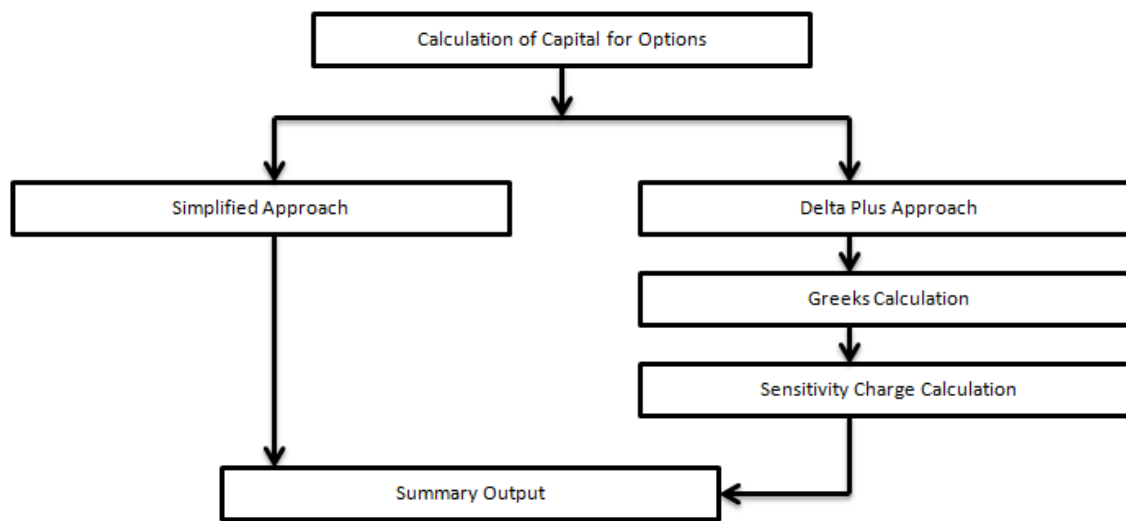 Calculation of Capital for Options
Simplified Approach
Delta Plus Approach
Greeks Calculation
Sensitivity Charge Calculation
Summary Output